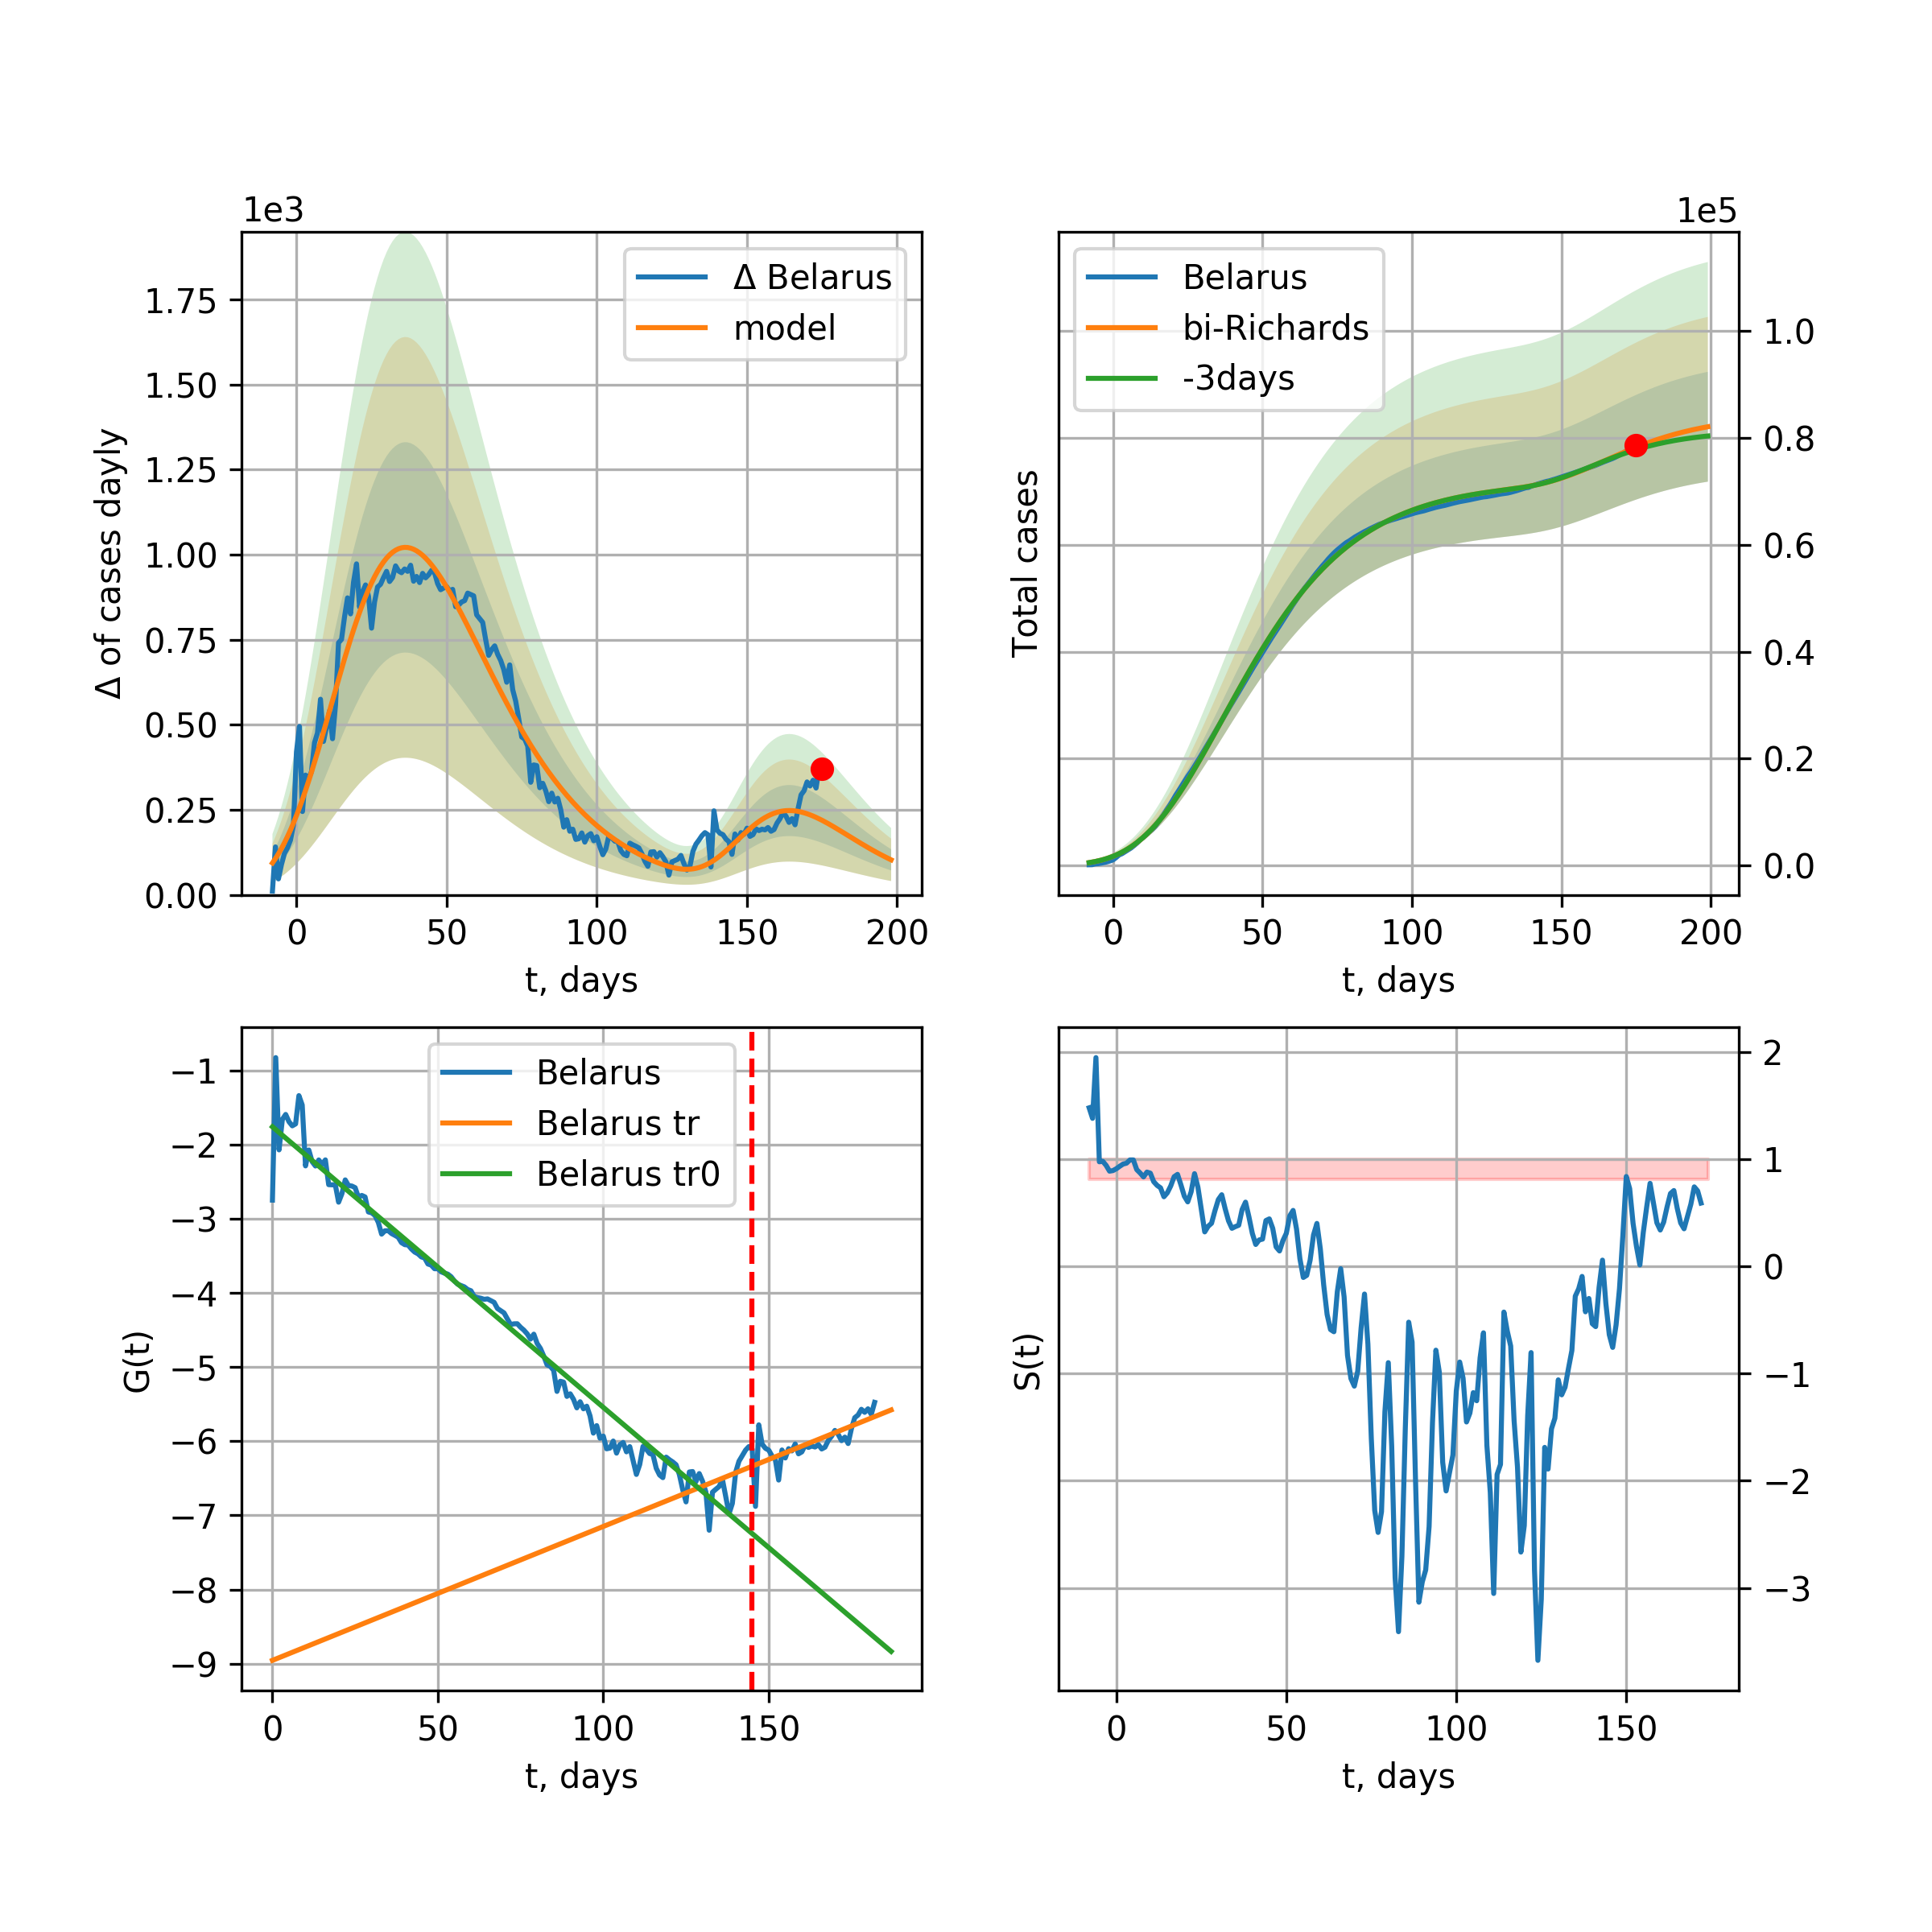 1e3
Δ of cases dayly
1.75
1.50
1.25
1.00
0.75
0.50
0.25
0.00
Δ Belarus
model
0 50 100 150 200
t, days
1e5
Total cases
Belarus
bi-Richards
-3days
1.0
0.8
0.6
0.4
0.2
0.0
0 50 100 150 200
t, days
G(t)
−1
−2
−3
−4
−5
−6
−7
−8
−9
Belarus
Belarus tr
Belarus tr0
0 50 100 150
t, days
S(t)
2
1
0
−1
−2
−3
0 50 100 150
t, days